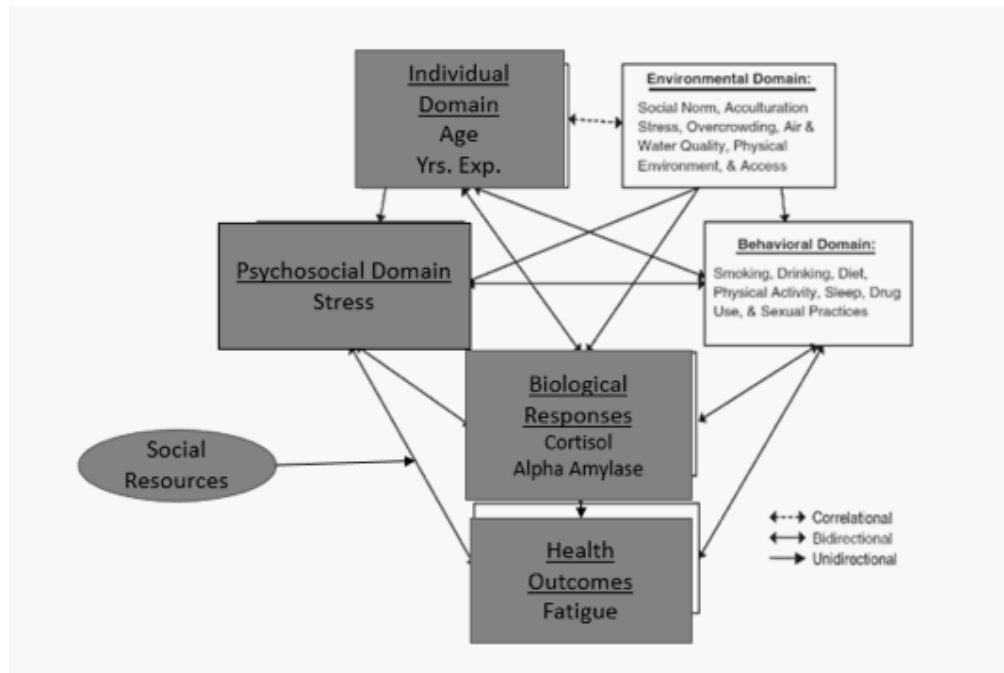 Individual
Domain
Age
Yrs. Exp.
Environmental Domain:
Social Norm, Acculturation
Stress, Overcrowding, Air &
Water Quality, Physical
Environment, & Access
Psychosocial Domain
Stress
Behavioral Domain:
Smoking, Drinking, Diet,
Physical Activity, Sleep, Drug
Use, & Sexual Practices
Biological
Responses
Cortisol
Alpha Amylase
Social
Resources
Health
Outcomes
Fatigue
Correlational
Bidirectional
Unidirectional